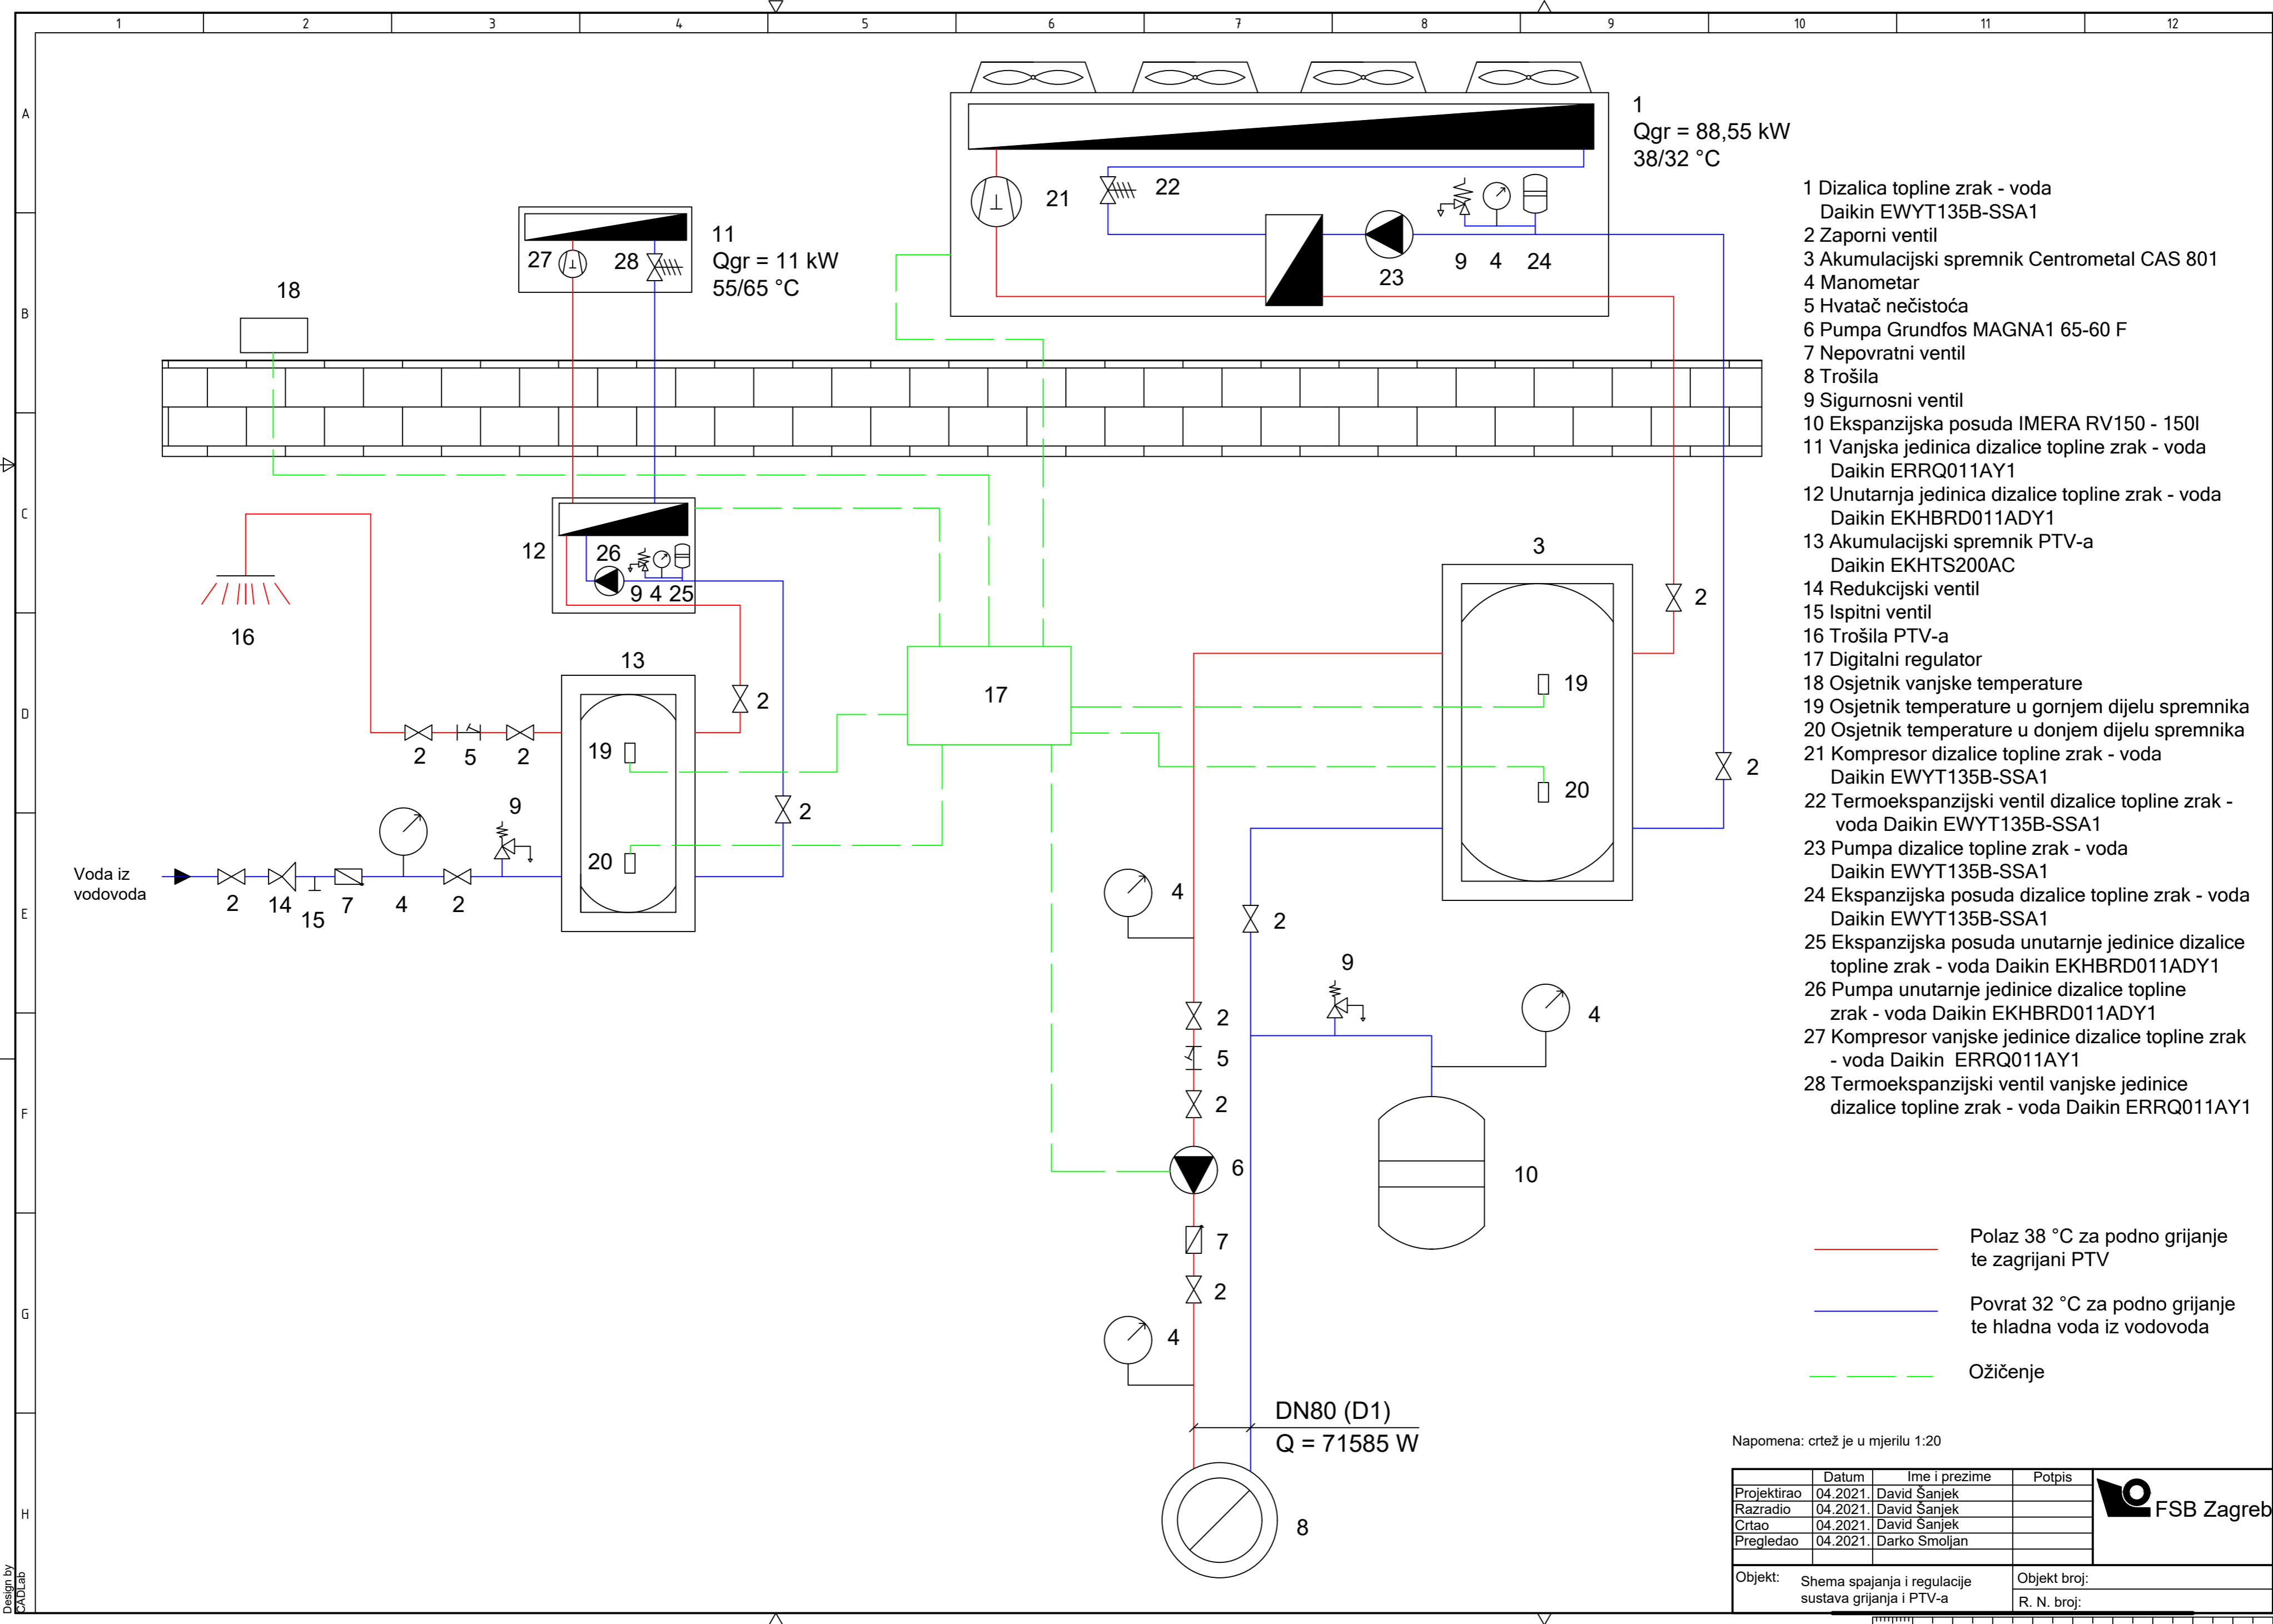 1 2 3 4 5 6 7 8 9 10 11 12
A
B
C
D
E
F
G
H
1
Qgr = 88,55 kW
38/32 °C
21
22
23
9 4 24
11
Qgr = 11 kW
55/65 °C
27
28
18
12
26
9 4 25
16
13
2
2 5 2
19
9
2
20
Voda iz
vodovoda
2 14 15 7 4 2
17
3
2
19
2
20
4
2
9
4
2
5
2
6
10
7
2
4
DN80 (D1)
Q = 71585 W
8
1 Dizalica topline zrak - voda
Daikin EWYT135B-SSA1
2 Zaporni ventil
3 Akumulacijski spremnik Centrometal CAS 801
4 Manometar
5 Hvatač nečistoća
6 Pumpa Grundfos MAGNA1 65-60 F
7 Nepovratni ventil
8 Trošila
9 Sigurnosni ventil
10 Ekspanzijska posuda IMERA RV150 - 150l
11 Vanjska jedinica dizalice topline zrak - voda
Daikin ERRQ011AY1
12 Unutarnja jedinica dizalice topline zrak - voda
Daikin EKHBRD011ADY1
13 Akumulacijski spremnik PTV-a
Daikin EKHTS200AC
14 Redukcijski ventil
15 Ispitni ventil
16 Trošila PTV-a
17 Digitalni regulator
18 Osjetnik vanjske temperature
19 Osjetnik temperature u gornjem dijelu spremnika
20 Osjetnik temperature u donjem dijelu spremnika
21 Kompresor dizalice topline zrak - voda
Daikin EWYT135B-SSA1
22 Termoekspanzijski ventil dizalice topline zrak -
voda Daikin EWYT135B-SSA1
23 Pumpa dizalice topline zrak - voda
Daikin EWYT135B-SSA1
24 Ekspanzijska posuda dizalice topline zrak - voda
Daikin EWYT135B-SSA1
25 Ekspanzijska posuda unutarnje jedinice dizalice
topline zrak - voda Daikin EKHBRD011ADY1
26 Pumpa unutarnje jedinice dizalice topline
zrak - voda Daikin EKHBRD011ADY1
27 Kompresor vanjske jedinice dizalice topline zrak
- voda Daikin ERRQ011AY1
28 Termoekspanzijski ventil vanjske jedinice
dizalice topline zrak - voda Daikin ERRQ011AY1
Polaz 38 °C za podno grijanje
te zagrijani PTV
Povrat 32 °C za podno grijanje
te hladna voda iz vodovoda
Ožičenje
Napomena: crtež je u mjerilu 1:20
Datum Ime i prezime Potpis
Projektirao 04.2021. David Šanjek
Razradio 04.2021. David Šanjek
Crtao 04.2021. David Šanjek
Pregledao 04.2021. Darko Smoljan
FSB Zagreb
Objekt: Shema spajanja i regulacije
sustava grijanja i PTV-a
Objekt broj:
R. N. broj:
Design by
CADLab